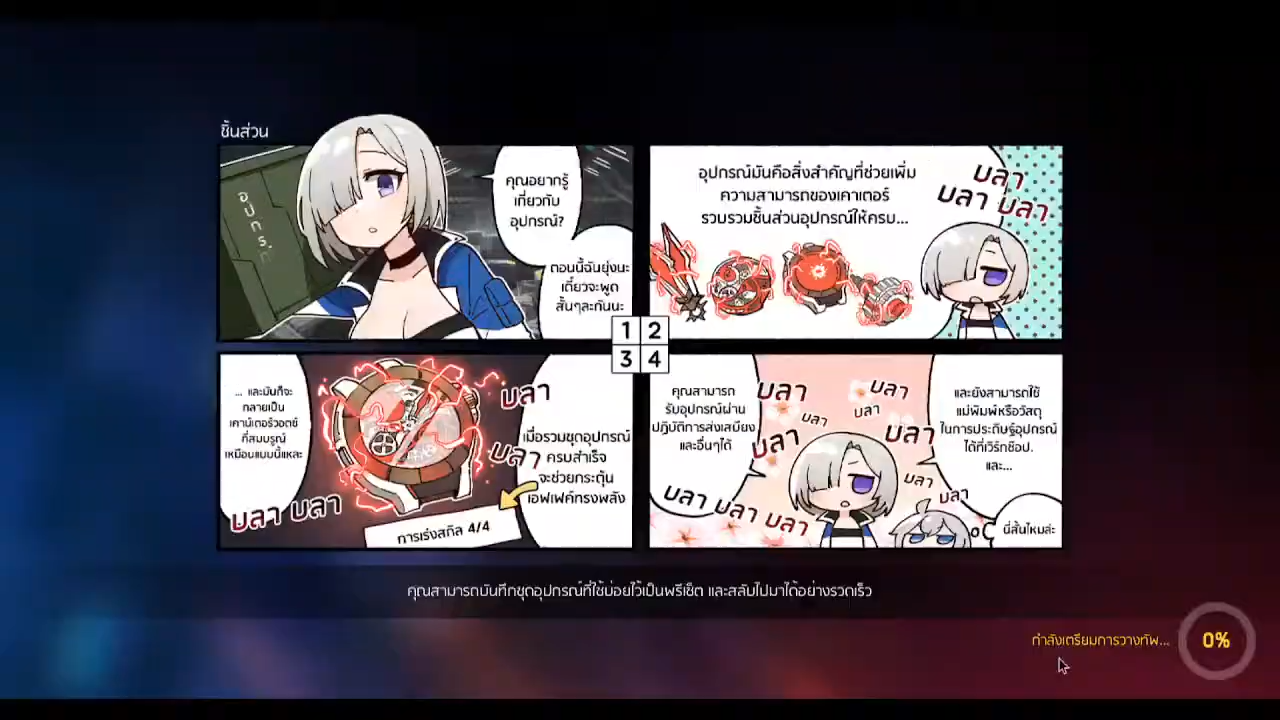 ชิ้นส่วน
อุปกรณ์
คุณอยากรู้
เกี่ยวกับ
อุปกรณ์?
ตอนนี้ฉันยุ่งนะ
เดี๋ยวจะพูด
สั้นๆละกันนะ
อุปกรณ์มันคือสิ่งสำคัญที่ช่วยเพิ่ม
ความสามารถของเคาเตอร์
รวบรวมชิ้นส่วนอุปกรณ์ให้ครบ...
บลา
บลา บลา
1 2
3 4
... และมันก็จะ
กลายเป็น
เคาน์เตอร์วอตช์
ที่สมบรูณ์
เหมือนแบบนี้แหละ
บลา บลา
บลา
บลา
เมื่อรวมชุดอุปกรณ์
ครบสำเร็จ
จะช่วยกระตุ้น
เอฟเฟค์ทรงพลัง
การเร่งสกิล 4/4
คุณสามารถ
รับอุปกรณ์ผ่าน
ปฏิบัติการส่งเสบียง
และอื่นๆได้
บลา บลา บลา
บลา
บลา
บลา
บลา
บลา
บลา
บลา
บลา
และยังสามารถใช้
แม่พิมพ์หรือวัสดุ
ในการประดิษฐ์อุปกรณ์
ได้ที่เวิร์กช็อป.
และ...
นี่สั้นไหมล่ะ
คุณสามารถบันทึกชุดอุปกรณ์ที่ใช้บ่อยไว้เป็นพรีเซ็ต และสลับไปมาได้อย่างรวดเร็ว
กำลังเตรียมการวางทัพ...
0%